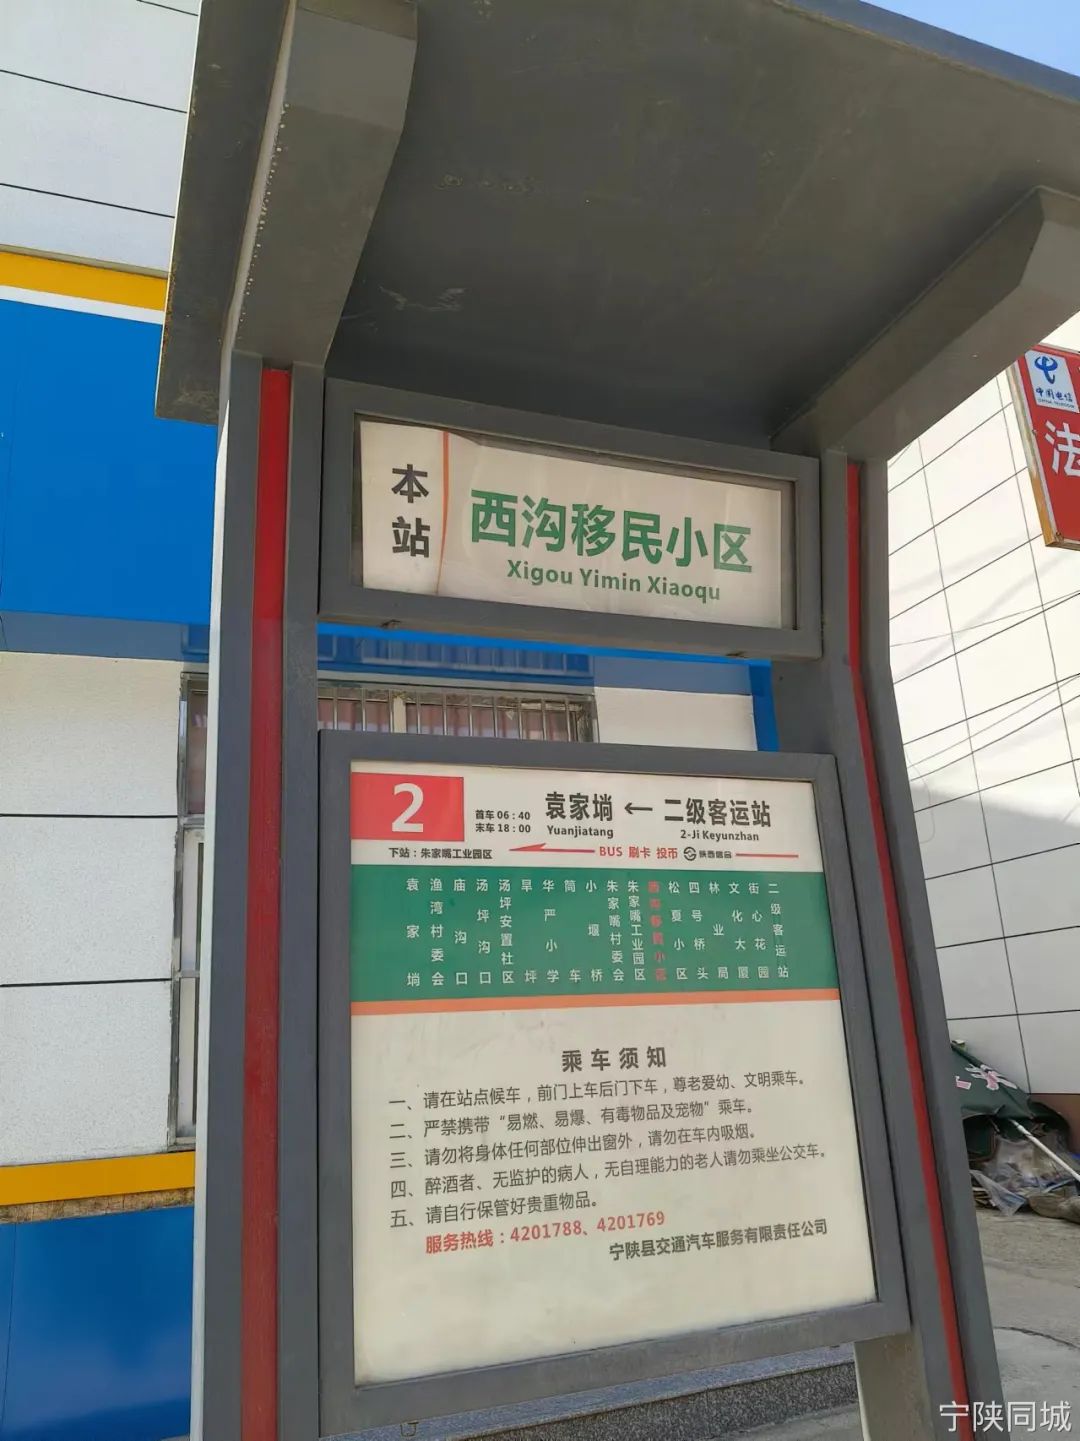 本站
西沟移民小区
Xigou Yimin Xiaoqu
中国电信
法
2
首车 06：40
末车 18：00
袁家塆 ← 二级客运站
Yuanjiatang
2-Ji Keyunzhan
下站：朱家嘴工业园区
BUS 刷卡 投币 陕西信合
渔湾村委会
庙沟口
汤坪沟口
汤坪安置社区
旱坪
华严小学
筒车
小堰桥
朱家嘴村委会
朱家嘴工业园区
松夏小区
四号桥头
林业局
文化大厦
街心花园
二级客运站
乘车须知
一、请在站点候车，前门上车后门下车，尊老爱幼、文明乘车。
二、严禁携带“易燃、易爆、有毒物品及宠物”乘车。
三、请勿将身体任何部位伸出窗外，请勿在车内吸烟。
四、醉酒者、无监护的病人，无自理能力的老人请勿乘坐公交车。
五、请自行保管好贵重物品。
服务热线：4201788、4201769
宁陕县交通汽车服务有限责任公司
宁陕同城